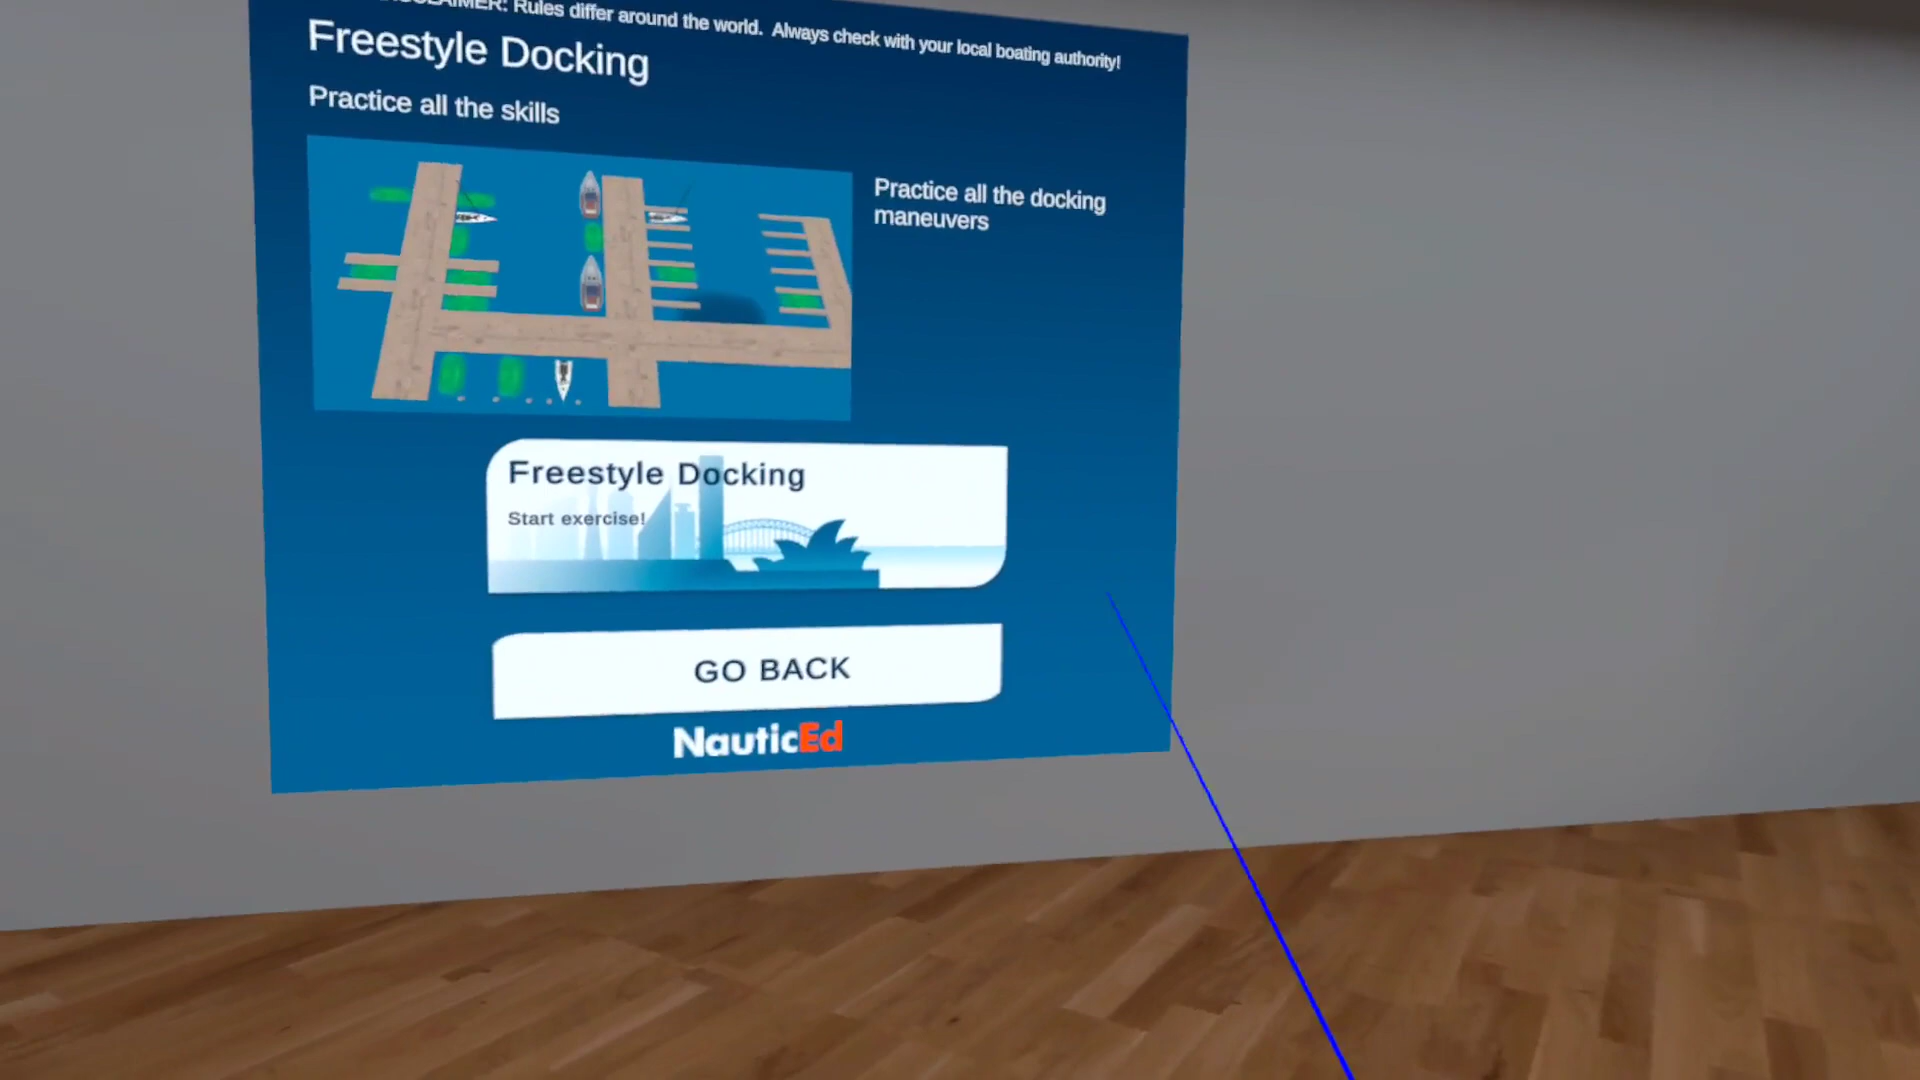 Rules differ around the world. Always check with your local boating authority!
Freestyle Docking
Practice all the skills
Practice all the docking
maneuvers
Freestyle Docking
Start exercise!
GO BACK
NauticEd